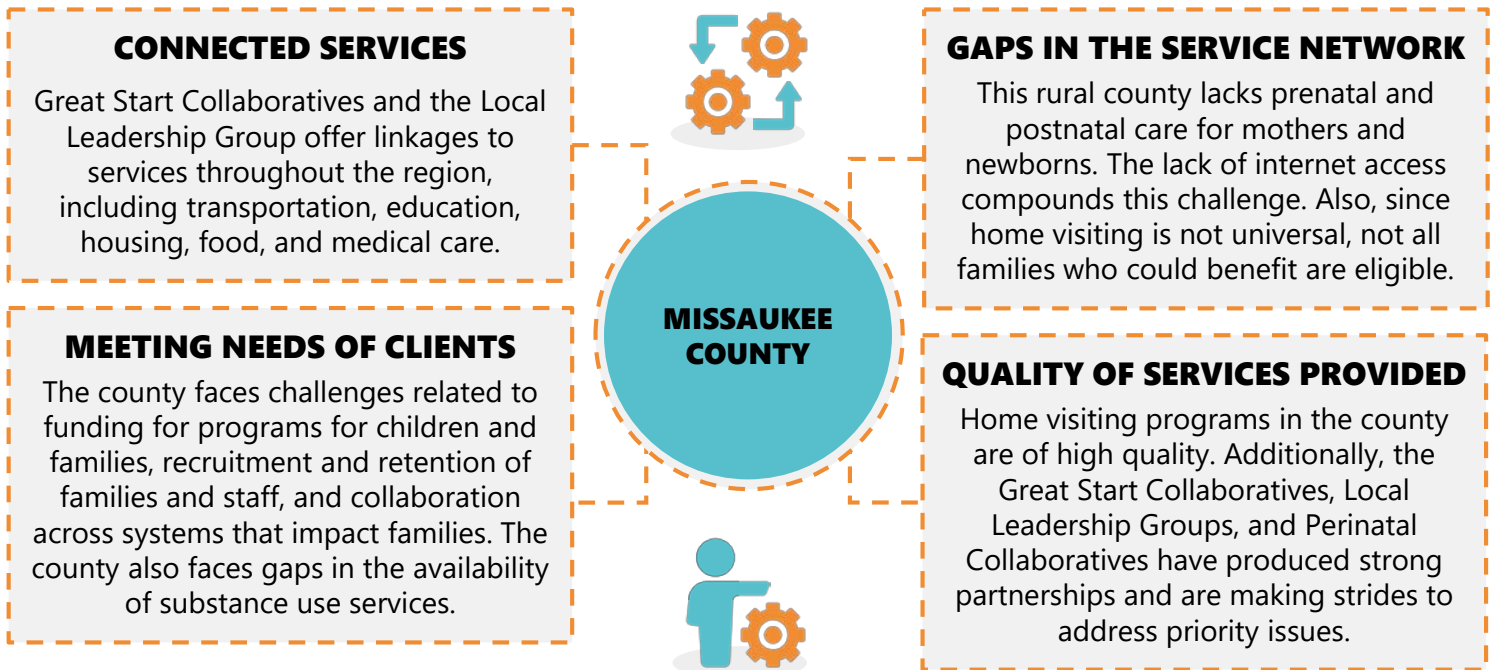 CONNECTED SERVICES
Great Start Collaboratives and the Local
Leadership Group offer linkages to
services throughout the region,
including transportation, education,
housing, food, and medical care.
MEETING NEEDS OF CLIENTS
The county faces challenges related to
funding for programs for children and
families, recruitment and retention of
families and staff, and collaboration
across systems that impact families. The
county also faces gaps in the availability
of substance use services.
MISSAUKEE
COUNTY
GAPS IN THE SERVICE NETWORK
This rural county lacks prenatal and
postnatal care for mothers and
newborns. The lack of internet access
compounds this challenge. Also, since
home visiting is not universal, not all
families who could benefit are eligible.
QUALITY OF SERVICES PROVIDED
Home visiting programs in the county
are of high quality. Additionally, the
Great Start Collaboratives, Local
Leadership Groups, and Perinatal
Collaboratives have produced strong
partnerships and are making strides to
address priority issues.